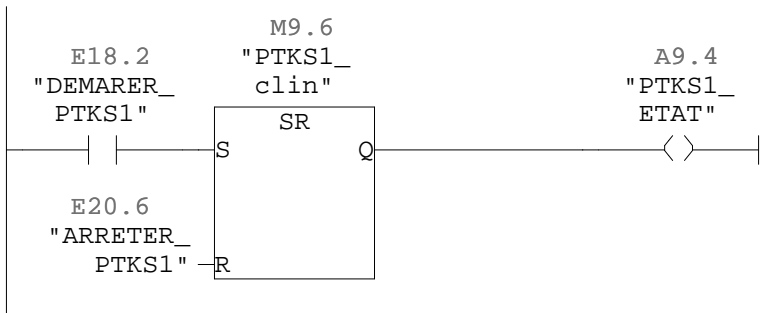 M9.6
E18.2 "PTKS1_ A9.4
"DEMARER_ clin" "PTKS1_
PTKS1" ETAT"
SR
S Q
E20.6
"ARRETER_
PTKS1" R